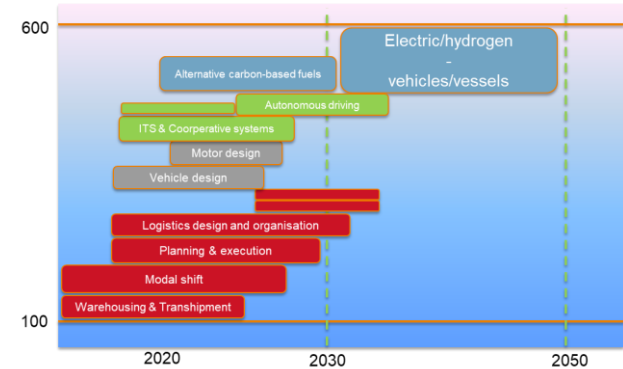 600
Electric/hydrogen
-
vehicles/vessels
Alternative carbon-based fuels
Autonomous driving
ITS & Coorperative systems
Motor design
Vehicle design
Logistics design and organisation
Planning & execution
Modal shift
Warehousing & Transhipment
100
2020
2030
2050